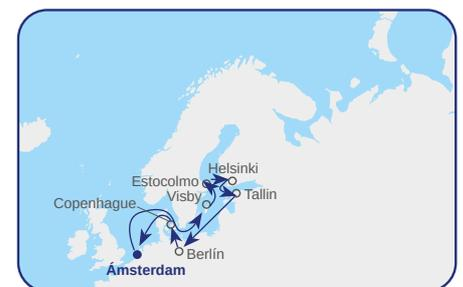 Helsinki
Estocolmo
Visby
Tallin
Copenhague
Berlín
Ámsterdam